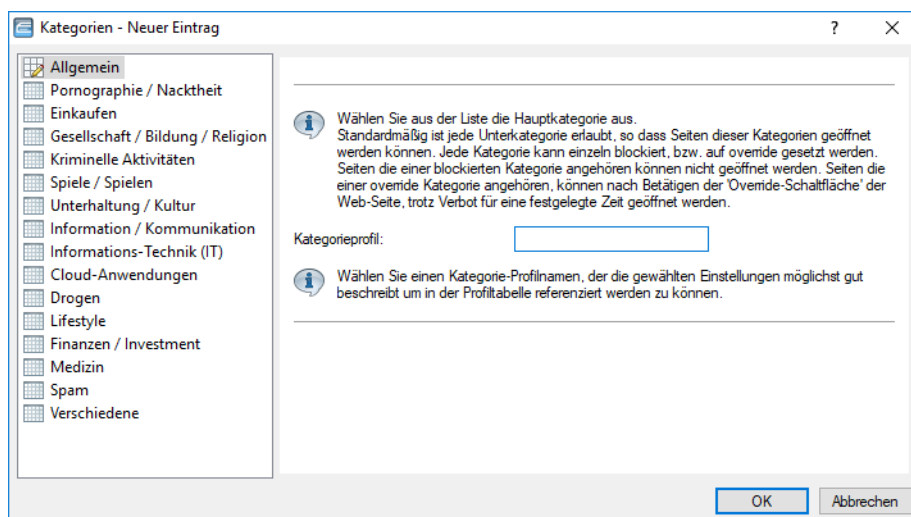 Kategorien - Neuer Eintrag
?
Allgemein
Pornographie / Nacktheit
Einkaufen
Gesellschaft / Bildung / Religion
Kriminelle Aktivitäten
Spiele / Spielen
Unterhaltung / Kultur
Information / Kommunikation
Informations-Technik (IT)
Cloud-Anwendungen
Drogen
Lifestyle
Finanzen / Investment
Medizin
Spam
Verschiedene
Wählen Sie aus der Liste die Hauptkategorie aus.
Standardmäßig ist jede Unterkategorie erlaubt, so dass Seiten dieser Kategorien geöffnet
werden können. Jede Kategorie kann einzeln blockiert, bzw. auf override gesetzt werden.
Seiten die einer blockierten Kategorie angehören können nicht geöffnet werden. Seiten die
einer override Kategorie angehören, können nach Betätigen der 'Override-Schaltfläche' der
Web-Seite, trotz Verbot für eine festgelegte Zeit geöffnet werden.
Kategorieprofil:
Wählen Sie einen Kategorie-Profilnamen, der die gewählten Einstellungen möglichst gut
beschreibt um in der Profiltabelle referenziert werden zu können.
OK
Abbrechen